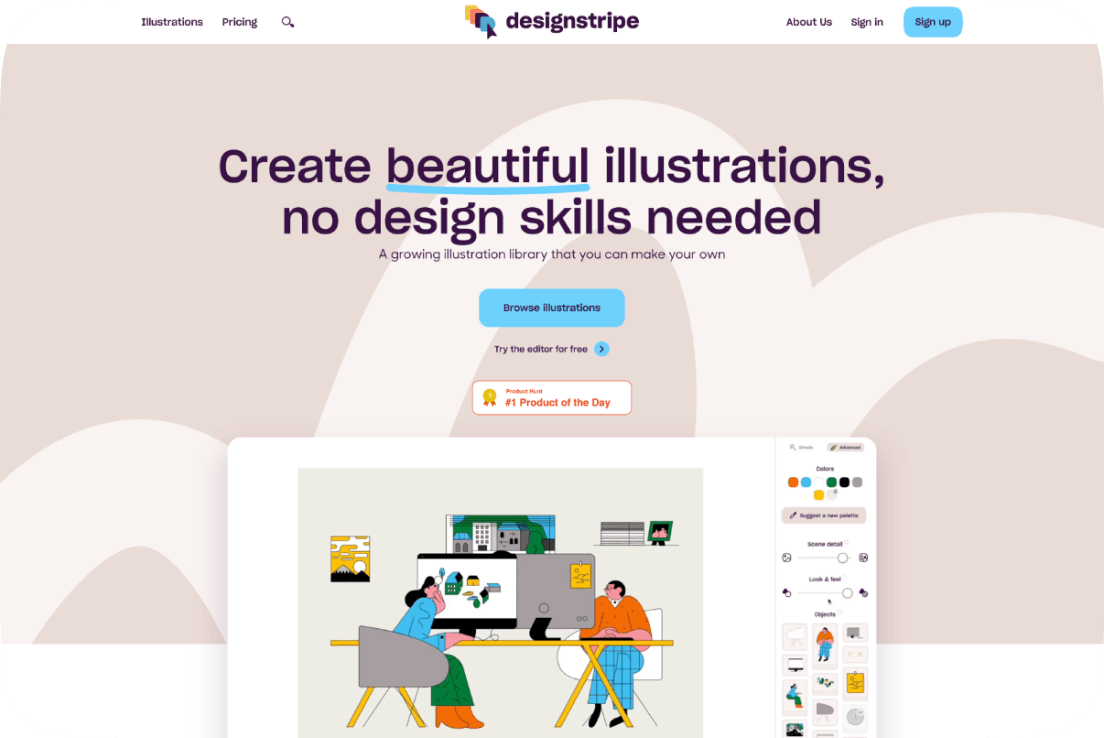 Illustrations Pricing designstripe About Us Sign in Sign up
Create beautiful illustrations,
no design skills needed
A growing illustration library that you can make your own
Browse illustrations
Try the editor for free
Product Hunt
#1 Product of the Day
Simple Advanced
Colors
Suggest a new palette
Scene detail
Look & feel
Objects